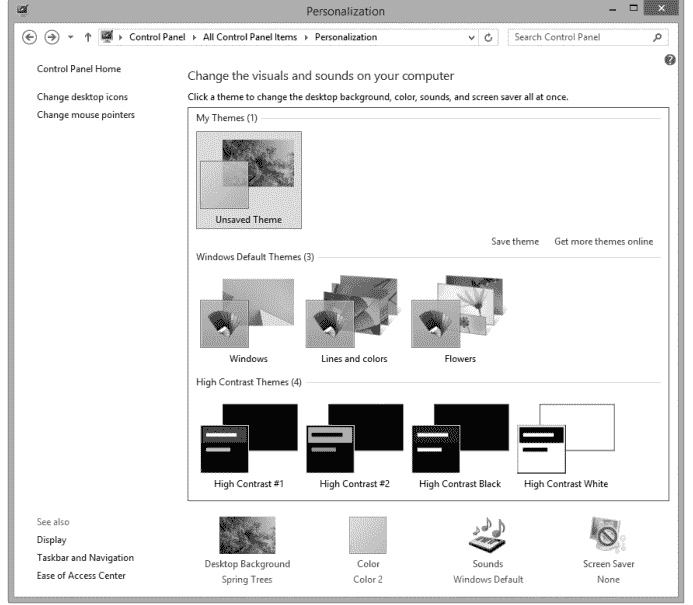 Personalization
Control Panel All Control Panel Items Personalization
Search Control Panel
Control Panel Home
Change desktop icons
Change mouse pointers
Change the visuals and sounds on your computer
Click a theme to change the desktop background, color, sounds, and screen saver all at once.
My Themes (1)
Unsaved Theme
Save theme Get more themes online
Windows Default Themes (3)
Windows Lines and colors Flowers
High Contrast Themes (4)
High Contrast #1 High Contrast #2 High Contrast Black High Contrast White
See also
Display
Taskbar and Navigation
Ease of Access Center
Desktop Background Color Sounds Screen Saver
Spring Trees Color 2 Windows Default None